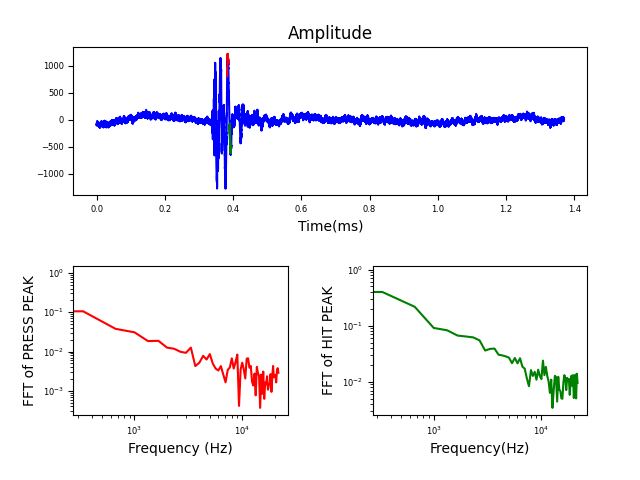 Amplitude
1000
500
0
−500
−1000
0.0 0.2 0.4 0.6 0.8 1.0 1.2 1.4
Time(ms)
FFT of PRESS PEAK
10⁰
10⁻¹
10⁻²
10⁻³
10³ 10⁴
Frequency (Hz)
FFT of HIT PEAK
10⁰
10⁻¹
10⁻²
10³ 10⁴
Frequency(Hz)